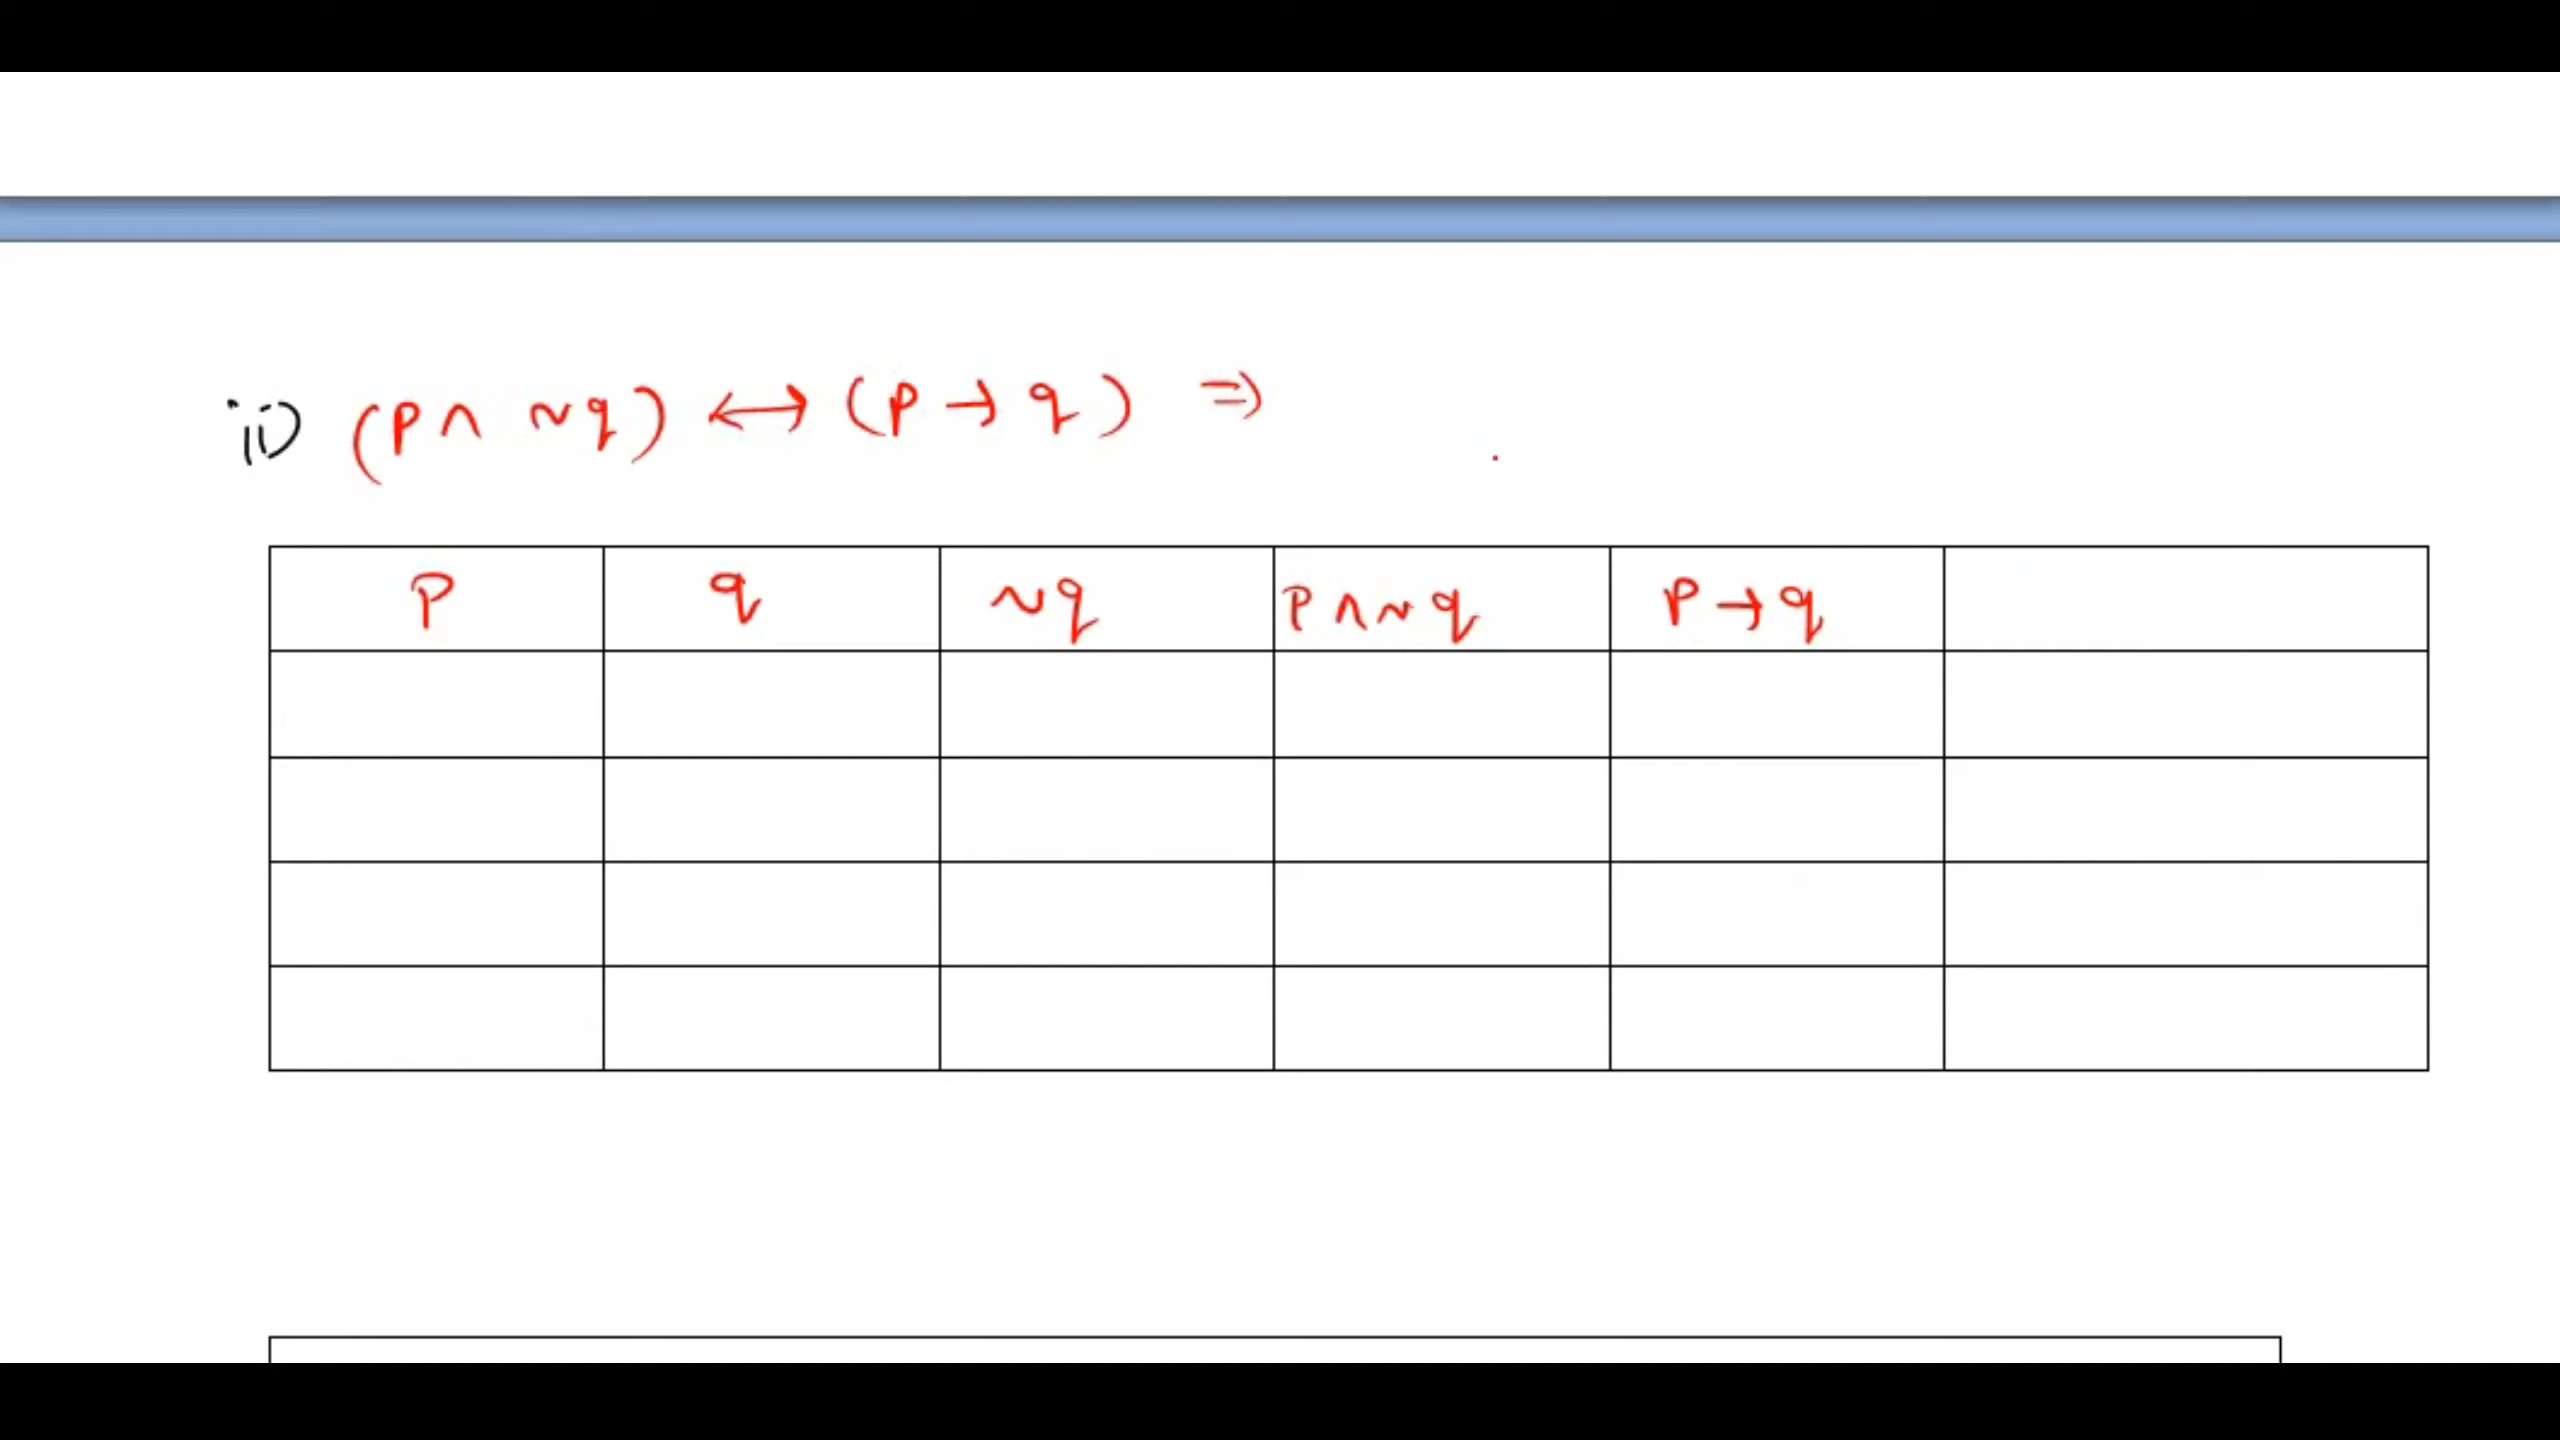 ii) (P ∧ ~q) ↔ (P → q) ⇒
P q ~q P ∧ ~q P → q